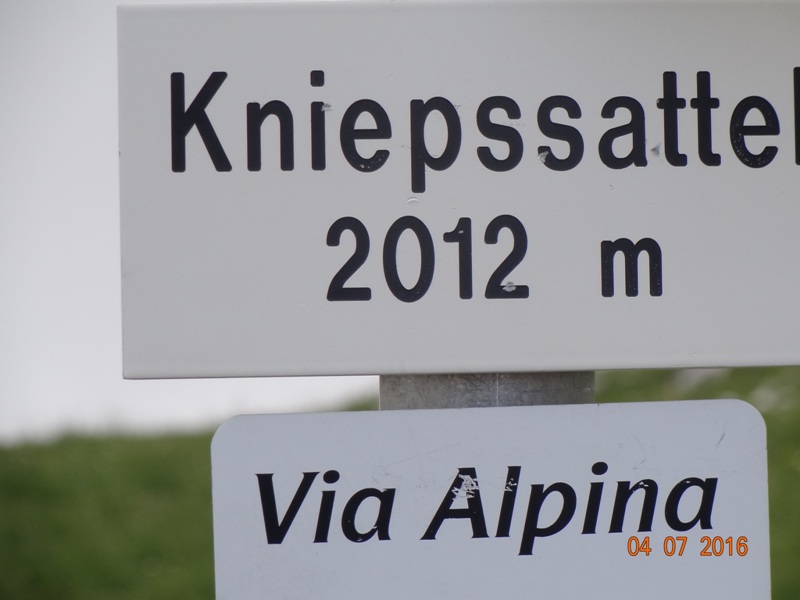 Kniepssattel
2012 m
Via Alpina
04 07 2016